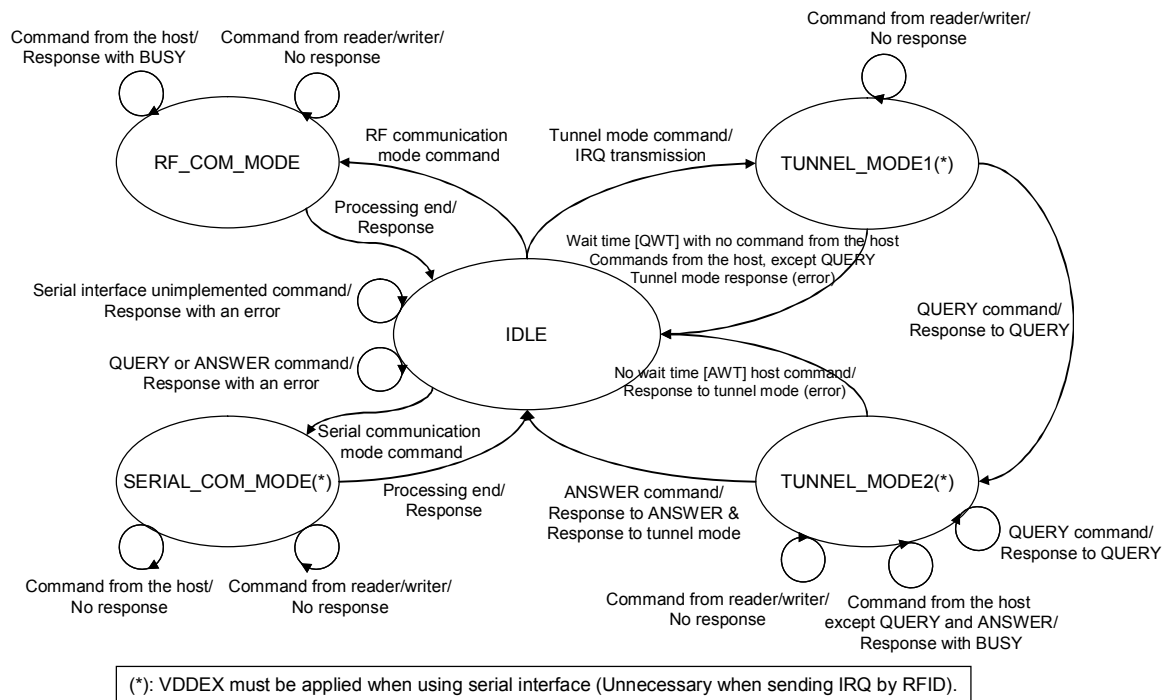 Command from the host/
Response with BUSY
Command from reader/writer/
No response
RF_COM_MODE
RF communication
mode command
Tunnel mode command/
IRQ transmission
Command from reader/writer/
No response
TUNNEL_MODE1(*)
Processing end/
Response
Wait time [QWT] with no command from the host
Commands from the host, except QUERY
Tunnel mode response (error)
Serial interface unimplemented command/
Response with an error
IDLE
QUERY command/
Response to QUERY
QUERY or ANSWER command/
Response with an error
No wait time [AWT] host command/
Response to tunnel mode (error)
Serial communication
mode command
SERIAL_COM_MODE(*)
Processing end/
Response
ANSWER command/
Response to ANSWER &
Response to tunnel mode
TUNNEL_MODE2(*)
QUERY command/
Response to QUERY
Command from the host/
No response
Command from reader/writer/
No response
Command from reader/writer/
No response
Command from the host
except QUERY and ANSWER/
Response with BUSY
(*): VDDEX must be applied when using serial interface (Unnecessary when sending IRQ by RFID).